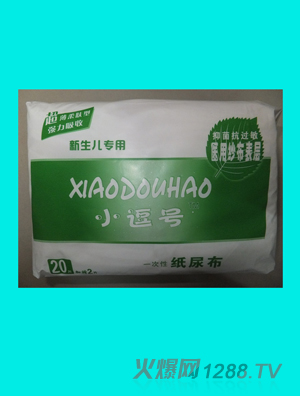 超薄柔肤型
强力吸收
抑菌抗过敏
医用纱布表层
新生儿专用
XIAODOUHAO
小逗号
一次性 纸尿布
20
火爆网1288.TV